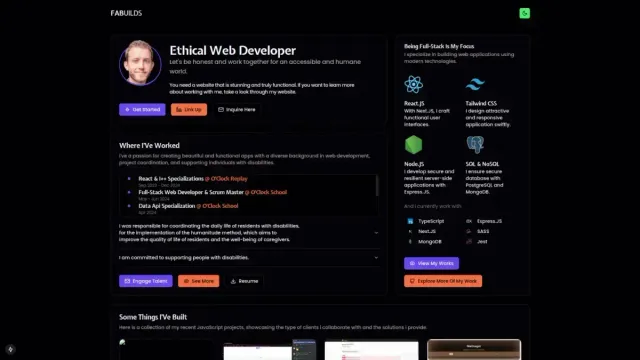 FABUILDS
Ethical Web Developer
Let's be honest and work together for an accessible and humane
world.
You need a website that is stunning and truly functional. If you want to learn more
about working with me, take a look through my website.
Get Started
Link Up
Inquire Here
Where I've Worked
I've a passion for creating beautiful and functional apps with a diverse background in web development,
project coordination, and supporting individuals with disabilities.
React & I++ Specializations @ O'Clock Replay
Sep 2023 - Dec 2024
Full-Stack Web Developer & Scrum Master @ O'Clock School
Mar - Jun 2024
Data Api Specialization @ O'Clock School
Apr 2024
I was responsible for coordinating the daily life of residents with disabilities,
for the implementation of the humanitude method, which aims to
improve the quality of life of residents and the well-being of caregivers.
I am committed to supporting people with disabilities.
Engage Talent
See More
Resume
Being Full-Stack Is My Focus
I specialize in building web applications using
modern technologies.
React.JS
With Next.JS, I craft
functional user
interfaces.
Tailwind CSS
I design attractive
and responsive
application swiftly.
Node.JS
I develop secure and
resilient server-side
applications with
Express.JS.
SQL & NoSQL
I ensure secure
database with
PostgreSQL and
MongoDB.
And I currently work with
TypeScript
Express.JS
Next.JS
SASS
MongoDB
Jest
View My Works
Explore More Of My Work
Some Things I've Built
Here is a collection of my recent JavaScript projects, showcasing the type of clients I collaborate with and the solutions I provide.